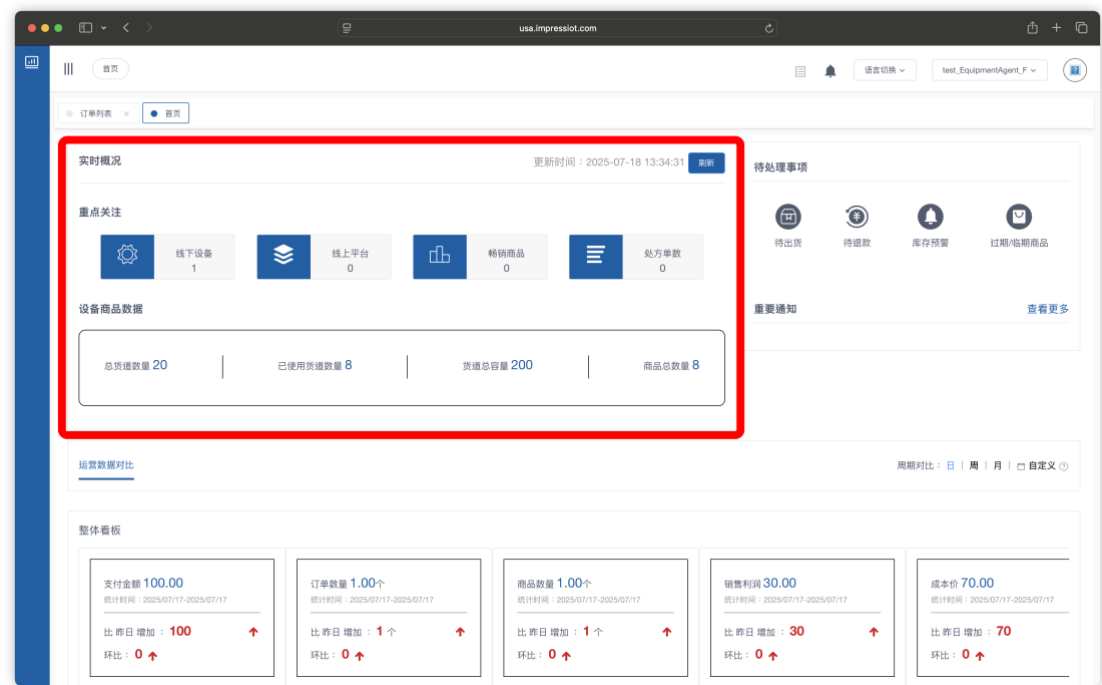 usa.impressiot.com
首页
语言切换
test_EquipmentAgent_F
订单列表 ×
首页
实时概况
更新时间：2025-07-18 13:34:31 刷新
重点关注
线下设备
1
线上平台
0
畅销商品
0
处方单数
0
设备商品数据
总货道数量 20
已使用货道数量 8
货道总容量 200
商品总数量 8
待处理事项
待出货
待退款
库存预警
过期/临期商品
重要通知
查看更多
运营数据对比
周期对比：日 | 周 | 月 | 自定义 ?
整体看板
支付金额 100.00
统计时间：2025/07/17-2025/07/17
比 昨日 增加 ：100
环比：0
订单数量 1.00个
统计时间：2025/07/17-2025/07/17
比 昨日 增加 ：1 个
环比：0
商品数量 1.00个
统计时间：2025/07/17-2025/07/17
比 昨日 增加 ：1 个
环比：0
销售利润 30.00
统计时间：2025/07/17-2025/07/17
比 昨日 增加 ：30
环比：0
成本价 70.00
统计时间：2025/07/17-2025/07/17
比 昨日 增加 ：70
环比：0